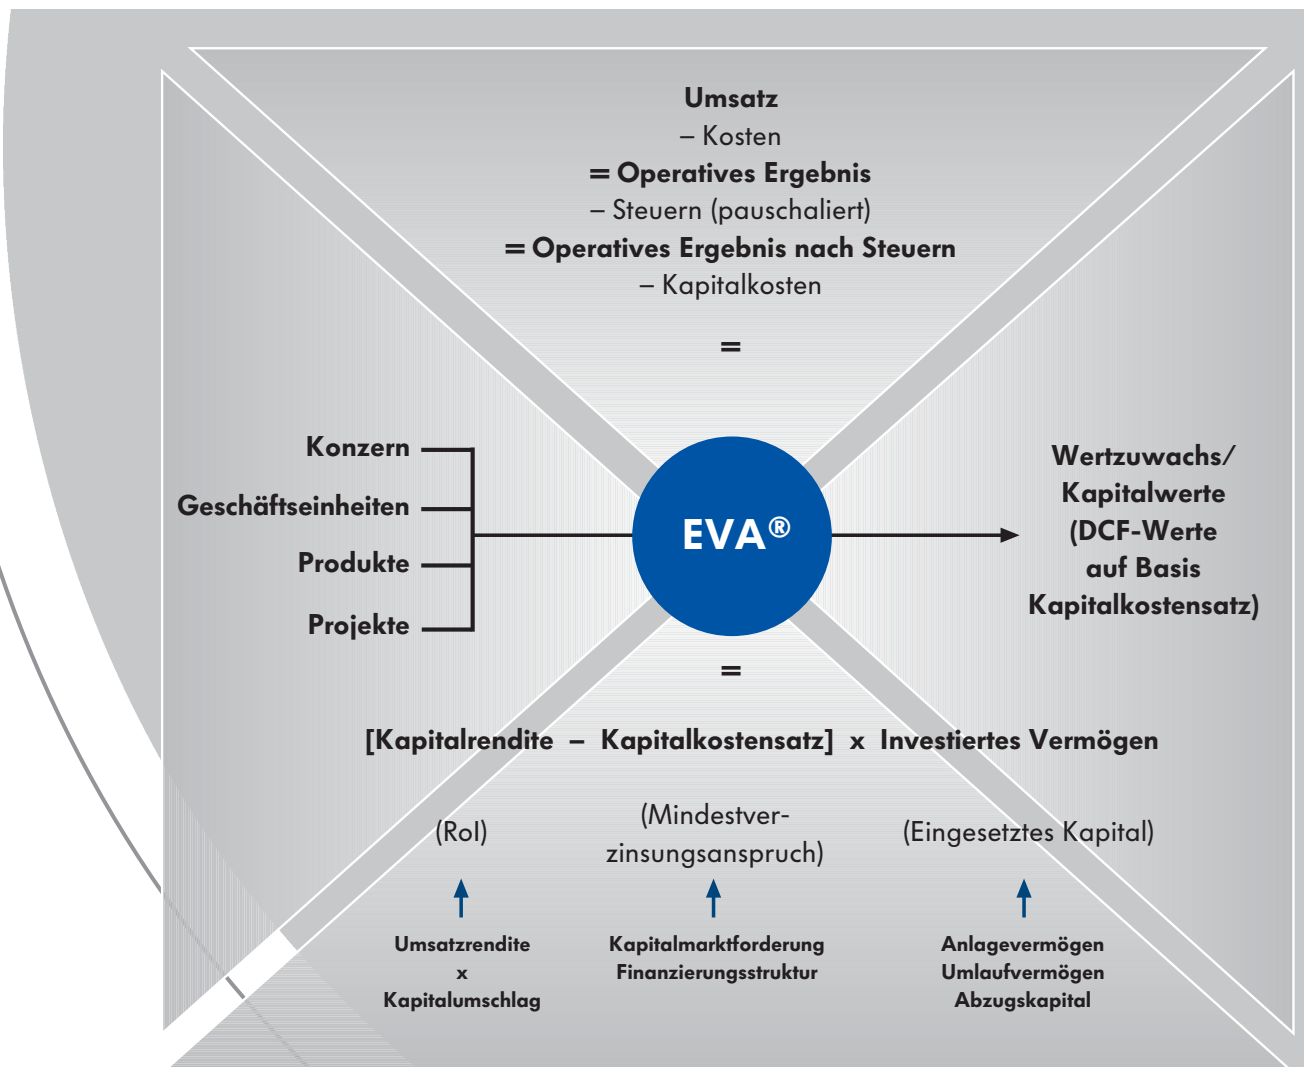 Umsatz
– Kosten
= Operatives Ergebnis
– Steuern (pauschaliert)
= Operatives Ergebnis nach Steuern
– Kapitalkosten
=
Konzern
Geschäftseinheiten
Produkte
Projekte
EVA®
Wertzuwachs/
Kapitalwerte
(DCF-Werte
auf Basis
Kapitalkostensatz)
=
[Kapitalrendite – Kapitalkostensatz] x Investiertes Vermögen
(RoI)
(Mindestver-
zinsungsanspruch)
(Eingesetztes Kapital)
Umsatzrendite
x
Kapitalumschlag
Kapitalmarktforderung
Finanzierungsstruktur
Anlagevermögen
Umlaufvermögen
Abzugskapital